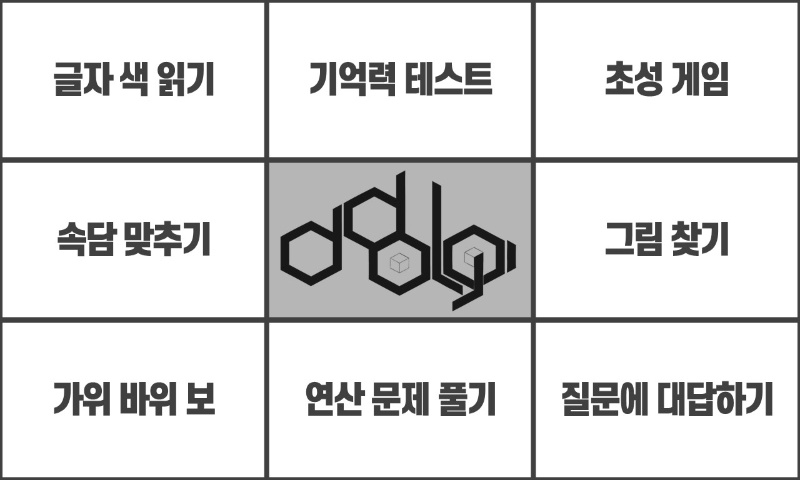 글자 색 읽기
기억력 테스트
초성 게임
속담 맞추기
그림 찾기
가위 바위 보
연산 문제 풀기
질문에 대답하기